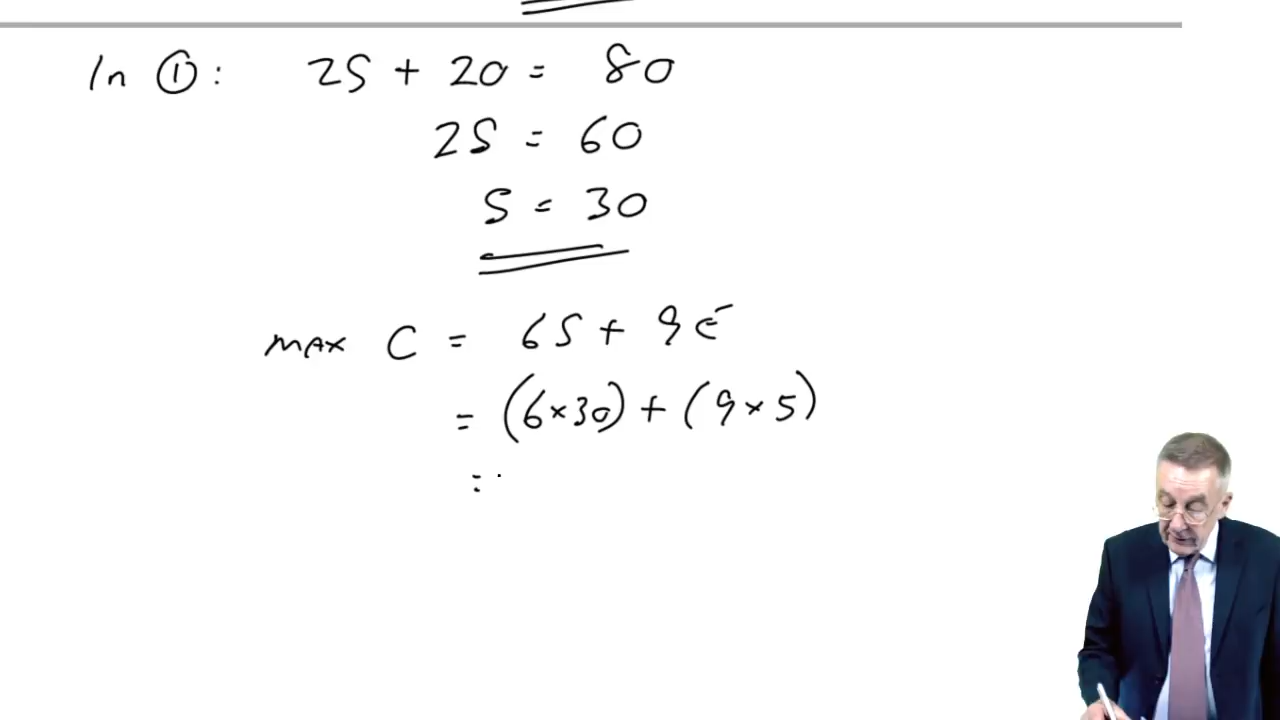 In ①: 2S + 20 = 80
2S = 60
S = 30
max C = 6S + 9E
= (6×30) + (9×5)
=